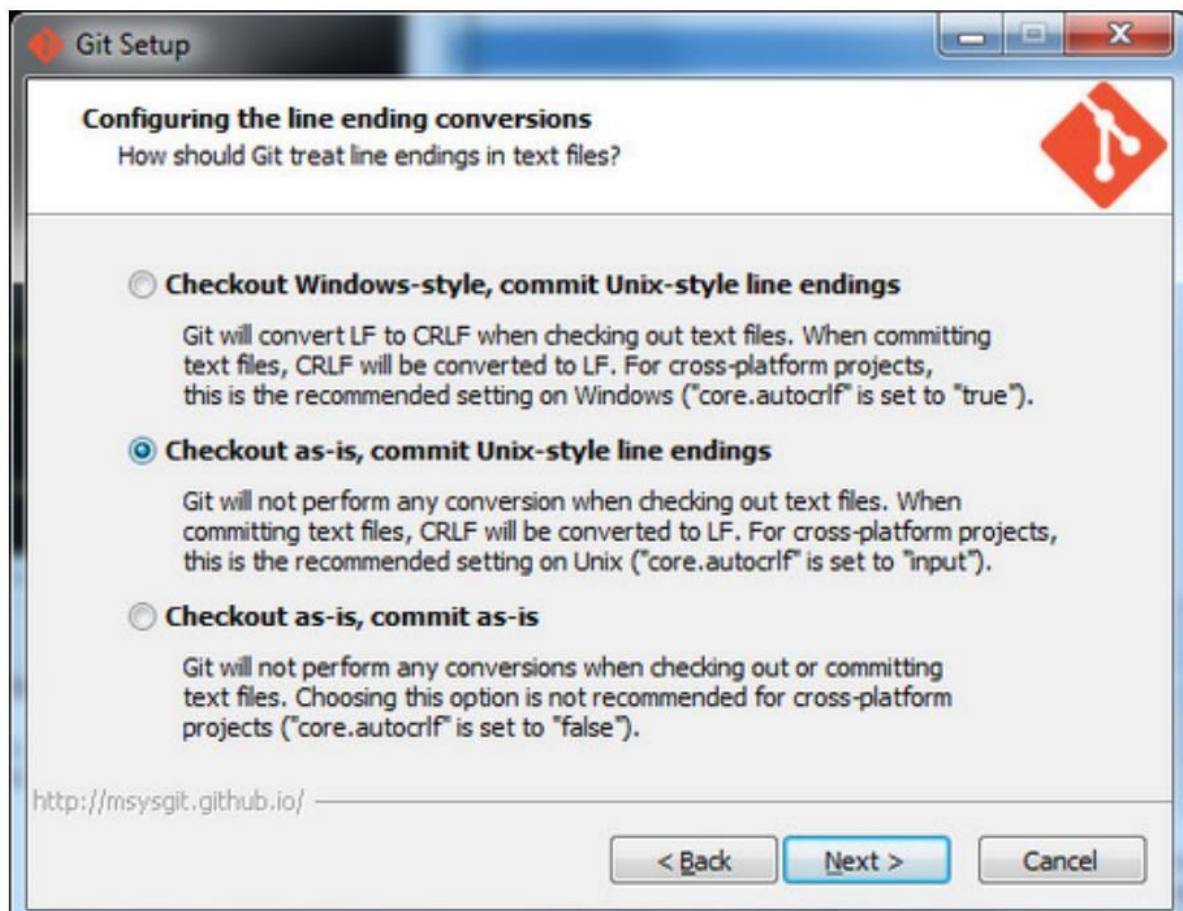 Git Setup
Configuring the line ending conversions
How should Git treat line endings in text files?
Checkout Windows-style, commit Unix-style line endings
Git will convert LF to CRLF when checking out text files. When committing
text files, CRLF will be converted to LF. For cross-platform projects,
this is the recommended setting on Windows ("core.autocrlf" is set to "true").
Checkout as-is, commit Unix-style line endings
Git will not perform any conversion when checking out text files. When
committing text files, CRLF will be converted to LF. For cross-platform projects,
this is the recommended setting on Unix ("core.autocrlf" is set to "input").
Checkout as-is, commit as-is
Git will not perform any conversions when checking out or committing
text files. Choosing this option is not recommended for cross-platform
projects ("core.autocrlf" is set to "false").
http://msysgit.github.io/
< Back
Next >
Cancel